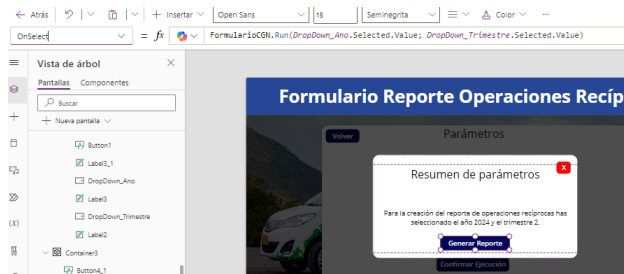 Atrás
Insertar
Open Sans
15
Seminegrita
Color
OnSelect
= fx
FormularioCGN.Run(DropDown_Ano.Selected.Value; DropDown_Trimestre.Selected.Value)
Vista de árbol
Pantallas Componentes
Buscar
Nueva pantalla
Button1
Label3_1
DropDown_Ano
Label3
DropDown_Trimestre
Label2
Container3
Button4_1
Formulario Reporte Operaciones Recíp
Volver
Parámetros
X
Resumen de parámetros
Para la creación del reporte de operaciones reciprocas has
seleccionado el año 2024 y el trimestre 2.
Generar Reporte
Confirmar Ejecución